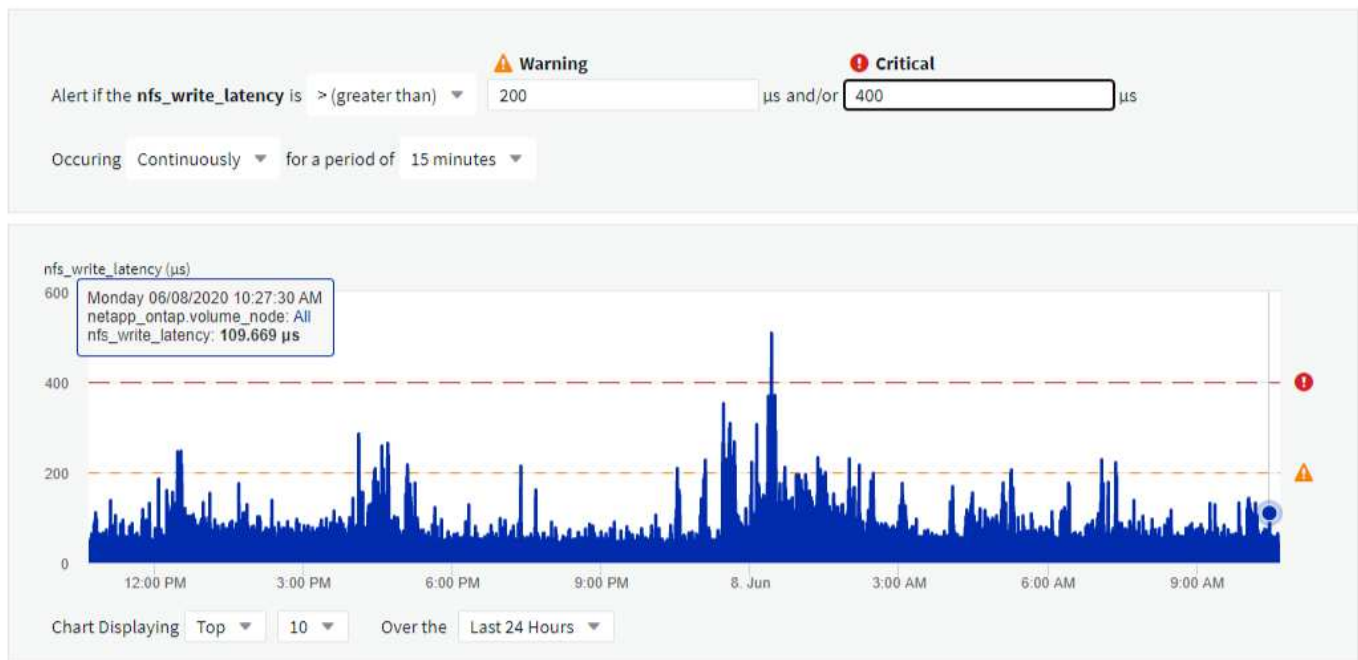 Warning
Critical
Alert if the nfs_write_latency is > (greater than) 200 µs and/or 400 µs
Occuring Continuously for a period of 15 minutes
nfs_write_latency (µs)
600
Monday 06/08/2020 10:27:30 AM
netapp_ontap.volume_node: All
nfs_write_latency: 109.669 µs
400
200
0
12:00 PM 3:00 PM 6:00 PM 9:00 PM 8. Jun 3:00 AM 6:00 AM 9:00 AM
Chart Displaying Top 10 Over the Last 24 Hours